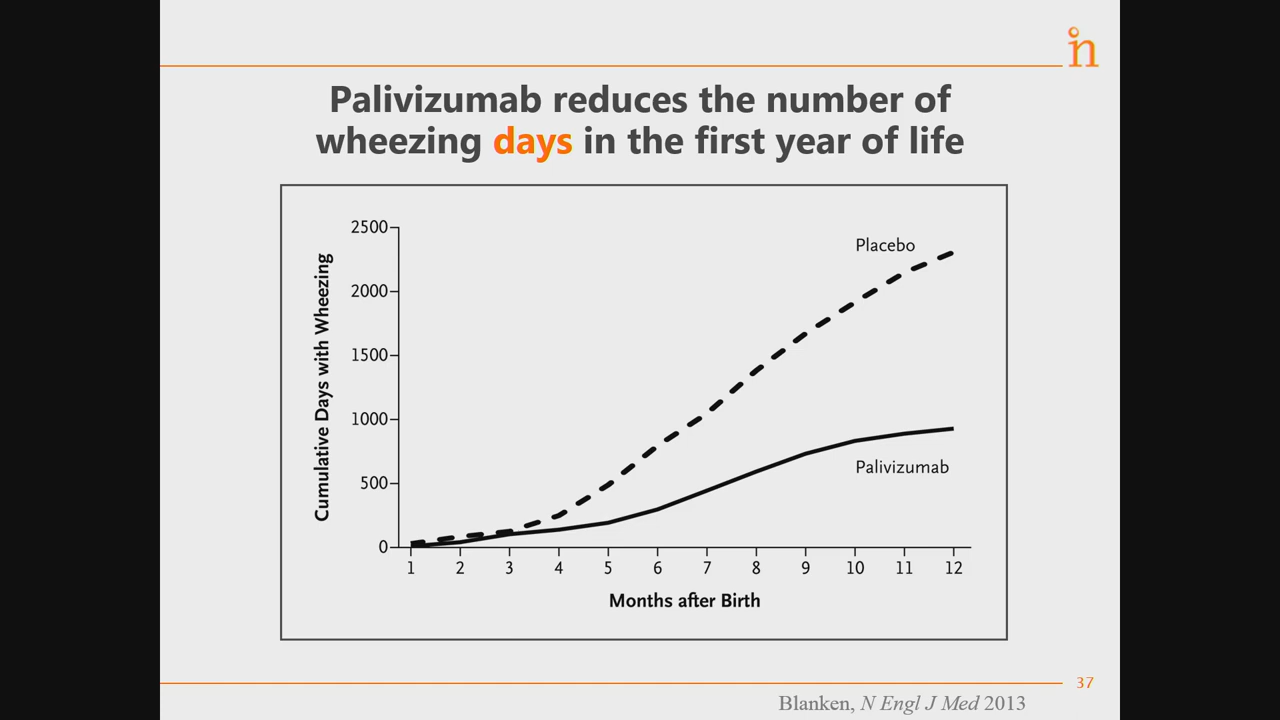 in
Palivizumab reduces the number of
wheezing days in the first year of life
2500
2000
1500
1000
500
0
Cumulative Days with Wheezing
Placebo
Palivizumab
1 2 3 4 5 6 7 8 9 10 11 12
Months after Birth
37
Blanken, N Engl J Med 2013